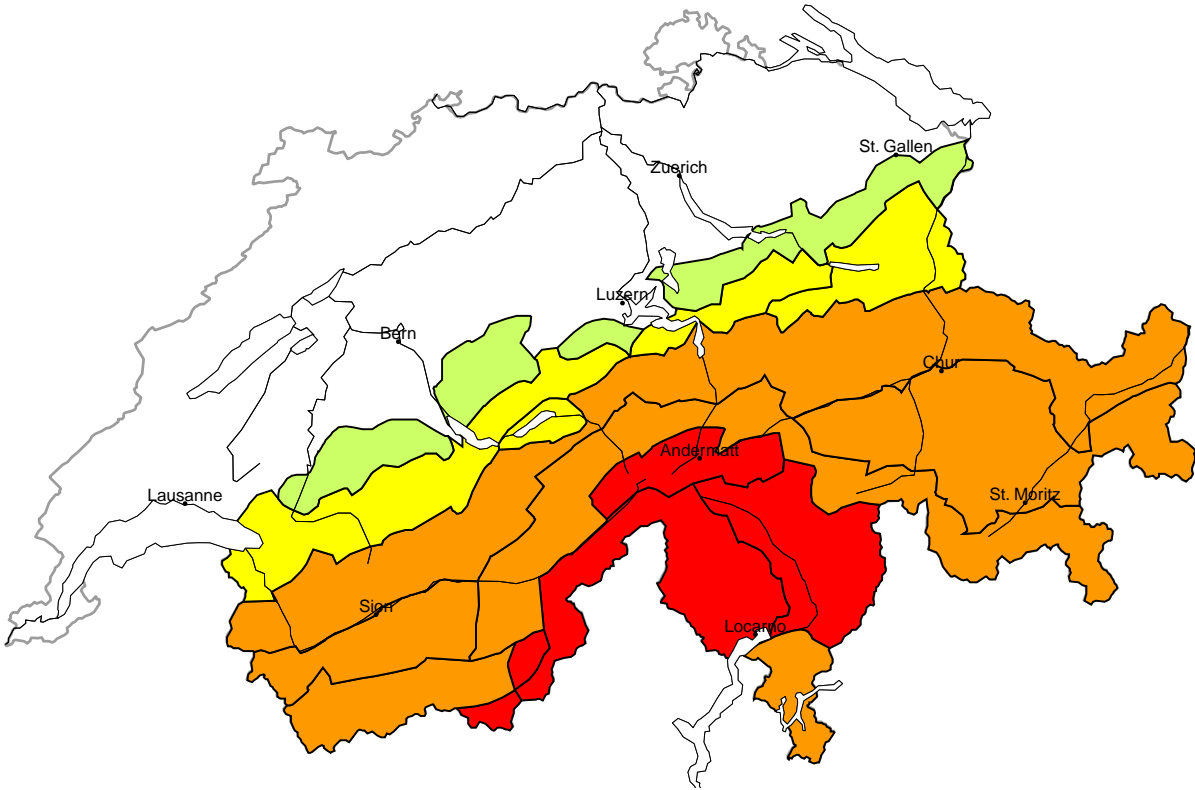 St. Gallen
Zuerich
Luzern
Bern
Chur
Andermatt
Lausanne
St. Moritz
Sion
Locarno